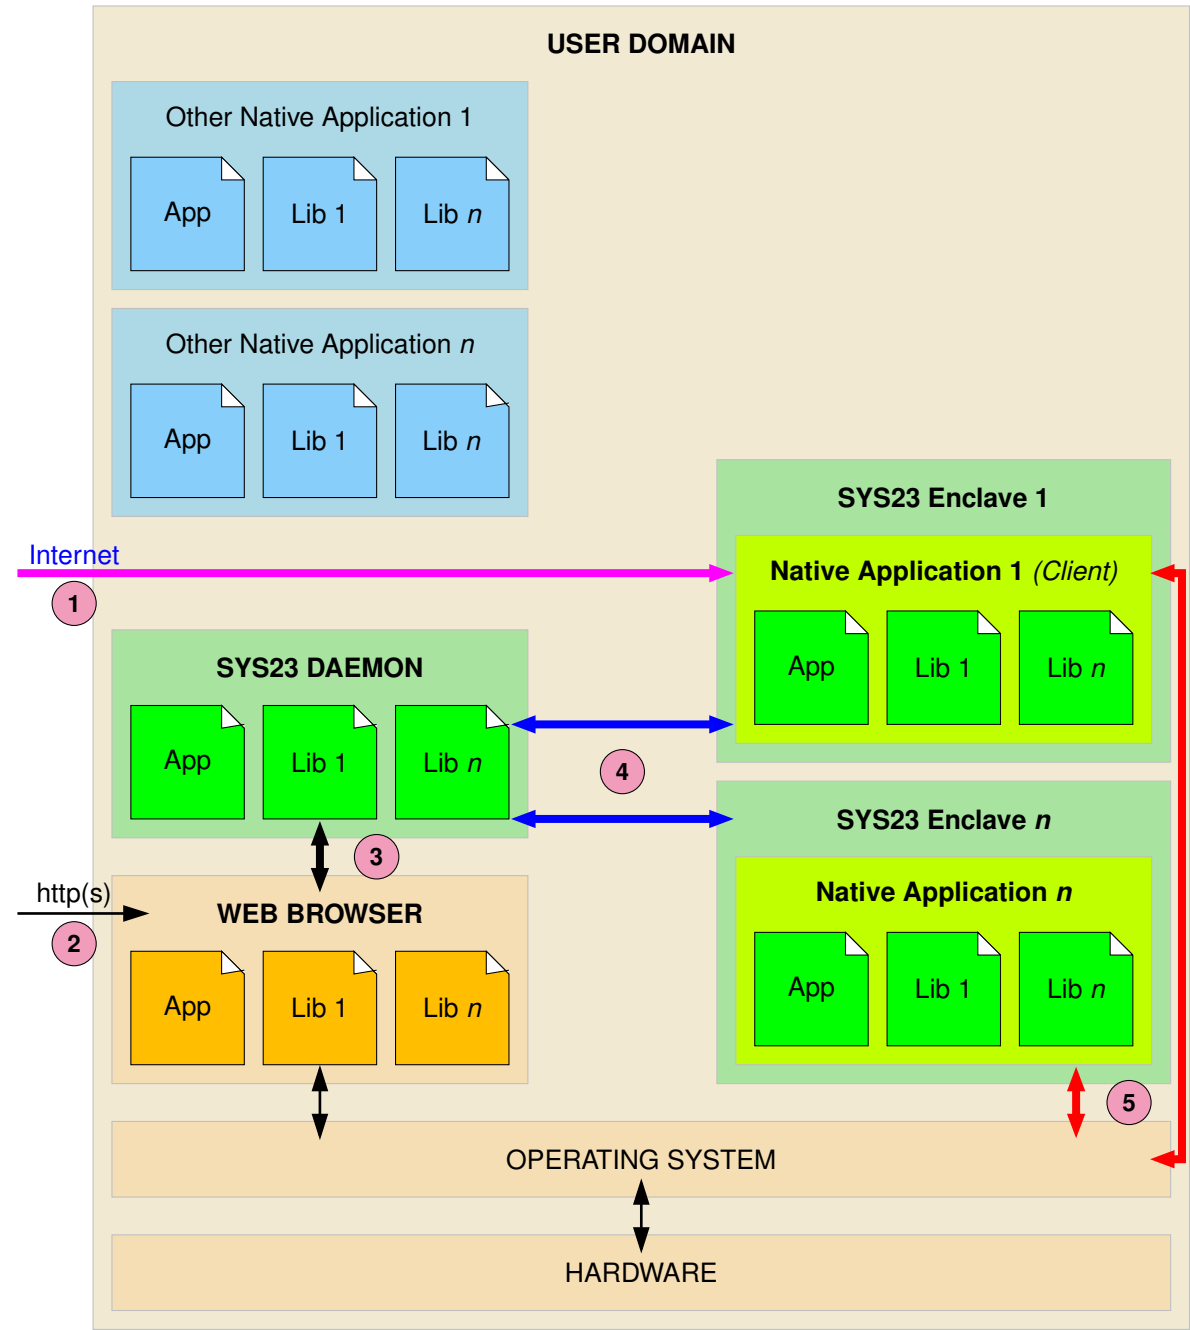 USER DOMAIN
Other Native Application 1
App
Lib 1
Lib n
Other Native Application n
App
Lib 1
Lib n
SYS23 Enclave 1
Internet
1
Native Application 1 (Client)
App
Lib 1
Lib n
SYS23 DAEMON
App
Lib 1
Lib n
4
SYS23 Enclave n
3
http(s)
2
WEB BROWSER
App
Lib 1
Lib n
Native Application n
App
Lib 1
Lib n
5
OPERATING SYSTEM
HARDWARE